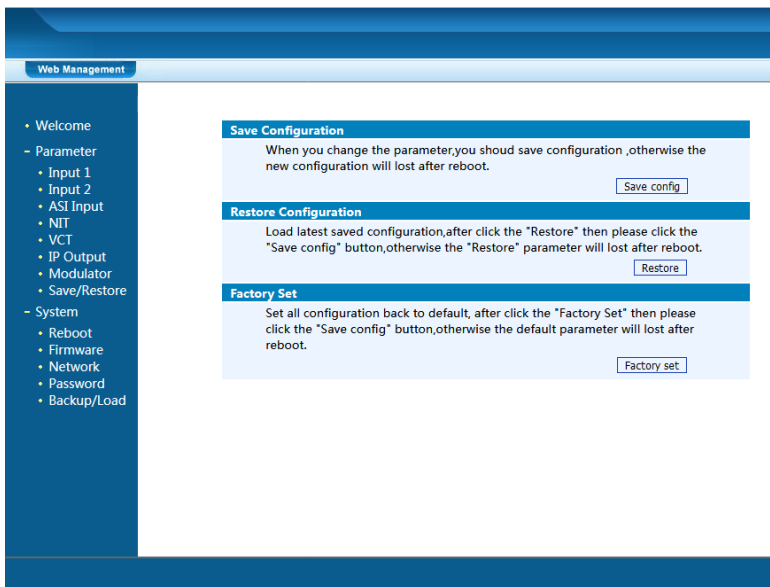 Web Management
Welcome
Parameter
Input 1
Input 2
ASI Input
NIT
VCT
IP Output
Modulator
Save/Restore
System
Reboot
Firmware
Network
Password
Backup/Load
Save Configuration
When you change the parameter,you shoud save configuration ,otherwise the
new configuration will lost after reboot.
Save config
Restore Configuration
Load latest saved configuration,after click the "Restore" then please click the
"Save config" button,otherwise the "Restore" parameter will lost after reboot.
Restore
Factory Set
Set all configuration back to default, after click the "Factory Set" then please
click the "Save config" button,otherwise the default parameter will lost after
reboot.
Factory set